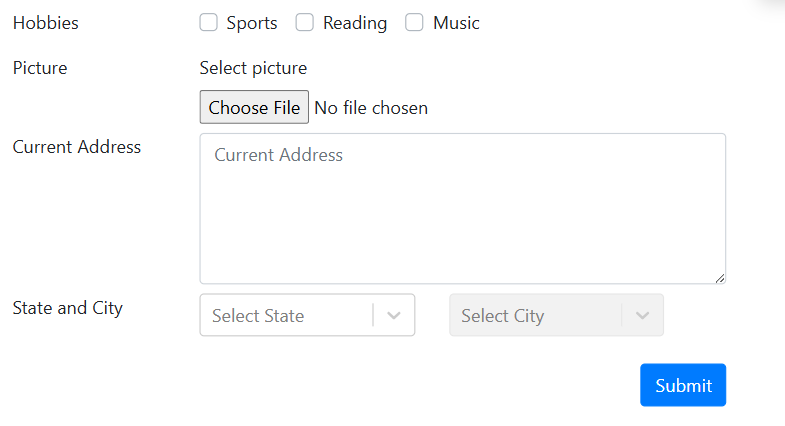 Hobbies Sports Reading Music
Picture Select picture
Choose File No file chosen
Current Address Current Address
State and City Select State Select City
Submit